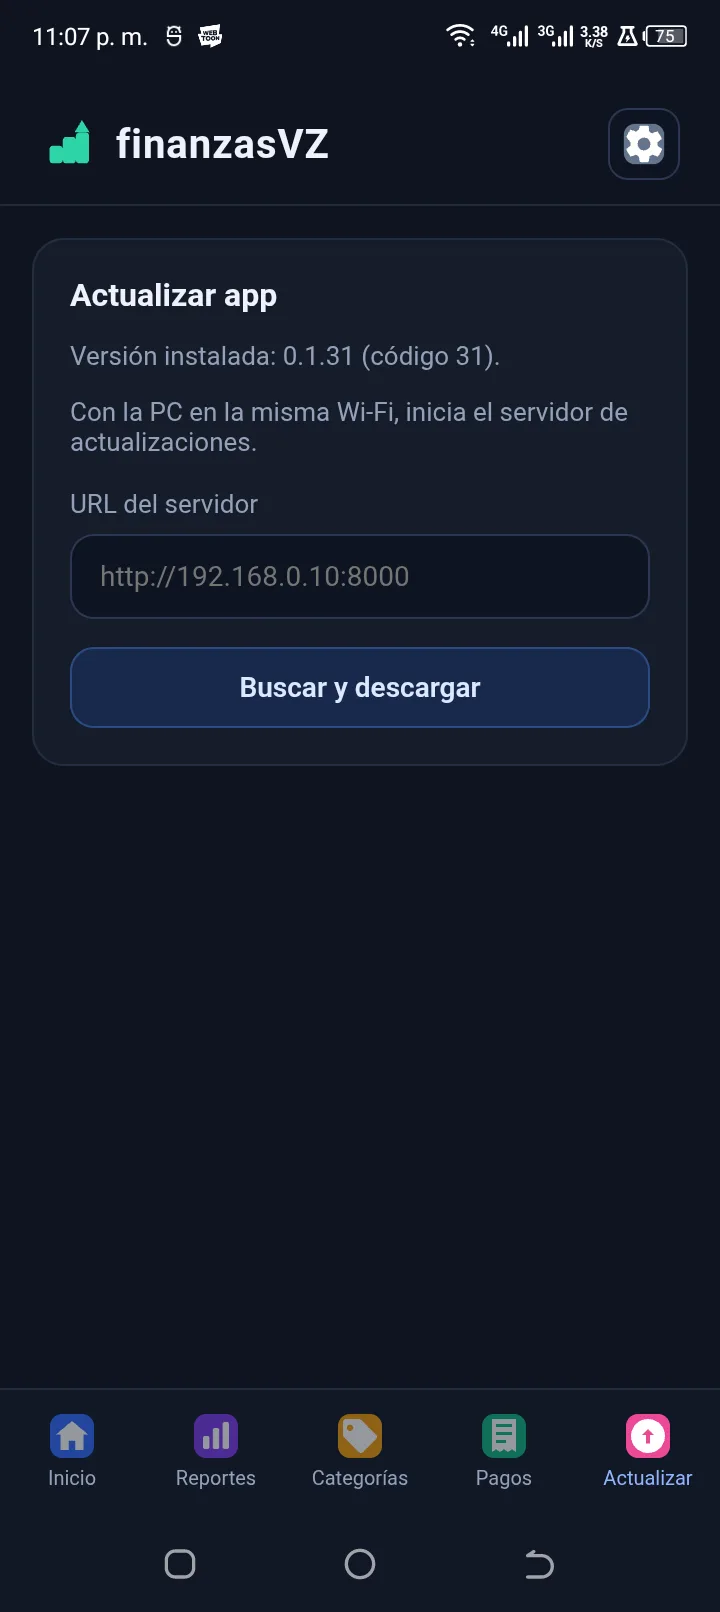 11:07 p. m.
WEB
TOON
4G
3G
3.38
K/S
75
finanzasVZ
Actualizar app
Versión instalada: 0.1.31 (código 31).
Con la PC en la misma Wi-Fi, inicia el servidor de
actualizaciones.
URL del servidor
http://192.168.0.10:8000
Buscar y descargar
Inicio
Reportes
Categorías
Pagos
Actualizar